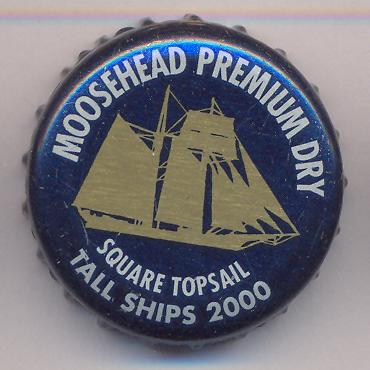 MOOSEHEAD PREMIUM DRY
SQUARE TOPSAIL
TALL SHIPS 2000